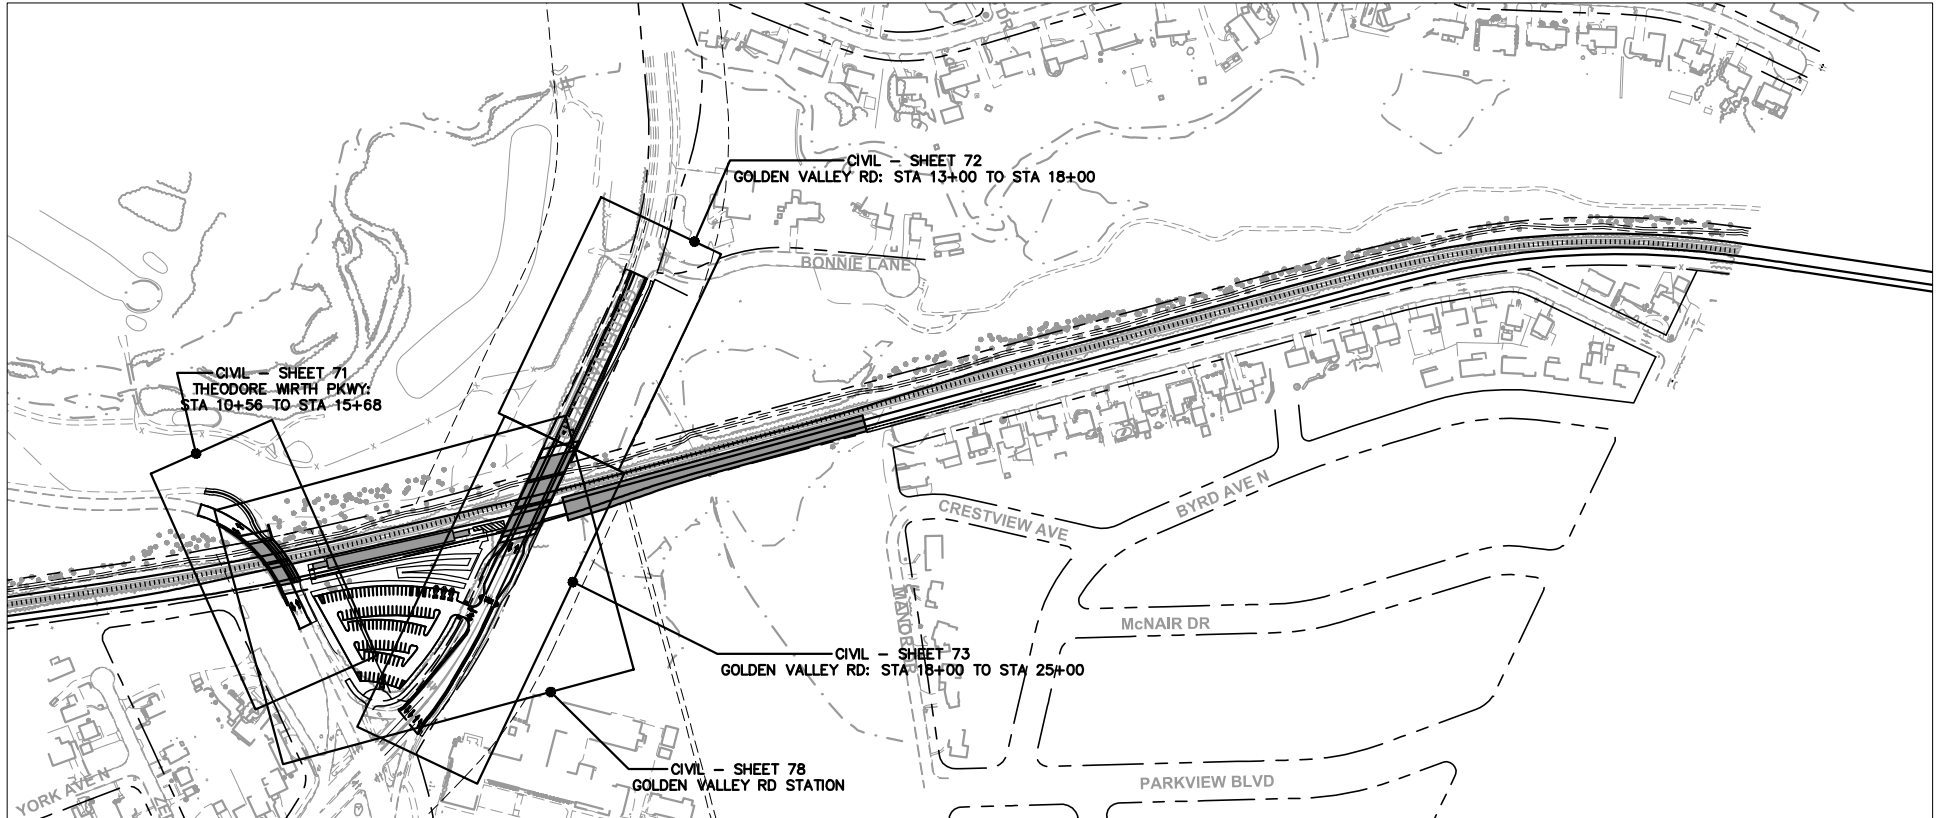 CIVIL – SHEET 72
GOLDEN VALLEY RD: STA 13+00 TO STA 18+00
BONNIE LANE
CIVIL – SHEET 71
THEODORE WIRTH PKWY:
STA 10+56 TO STA 15+68
CRESTVIEW AVE
BYRD AVE N
MANOR DR
McNAIR DR
CIVIL – SHEET 73
GOLDEN VALLEY RD: STA 18+00 TO STA 25+00
CIVIL – SHEET 78
GOLDEN VALLEY RD STATION
PARKVIEW BLVD
YORK AVE N
DR